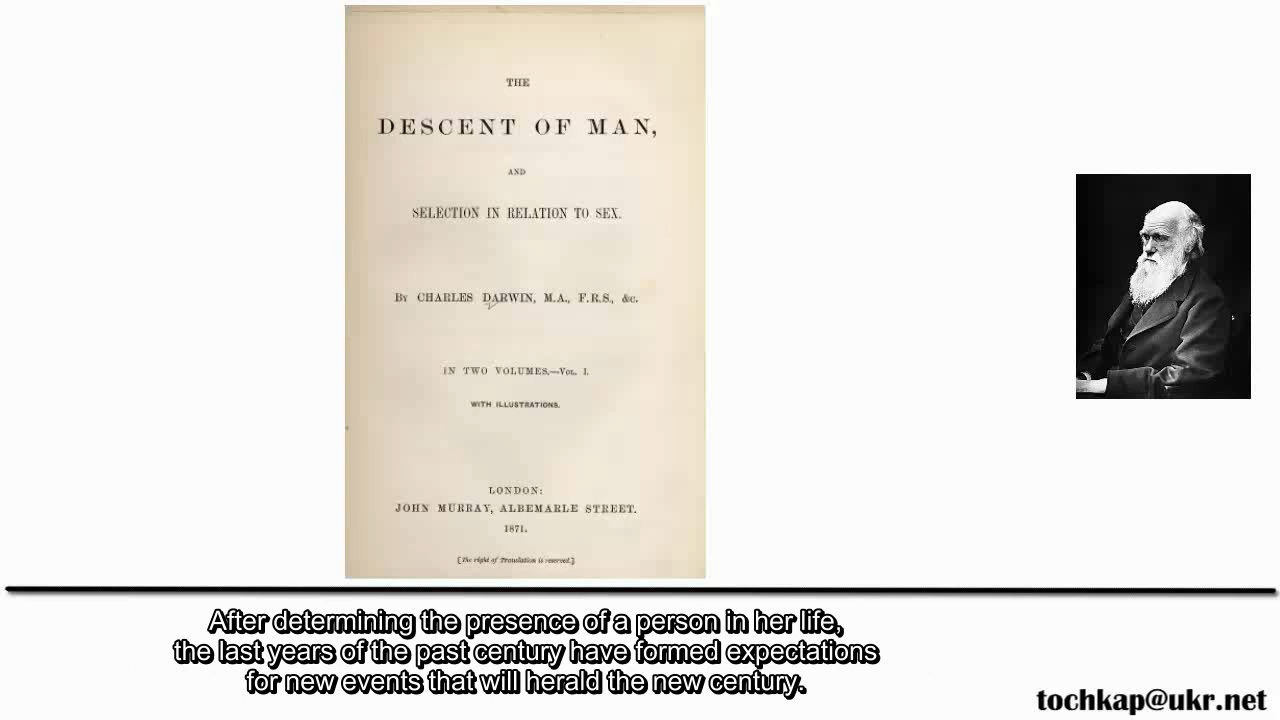 THE
DESCENT OF MAN,
AND
SELECTION IN RELATION TO SEX.
BY CHARLES DARWIN, M.A., F.R.S., &c.
IN TWO VOLUMES.—VOL. I.
WITH ILLUSTRATIONS.
LONDON:
JOHN MURRAY, ALBEMARLE STREET.
1871.
[The right of Translation is reserved.]
After determining the presence of a person in her life,
the last years of the past century have formed expectations
for new events that will herald the new century.
tochkap@ukr.net